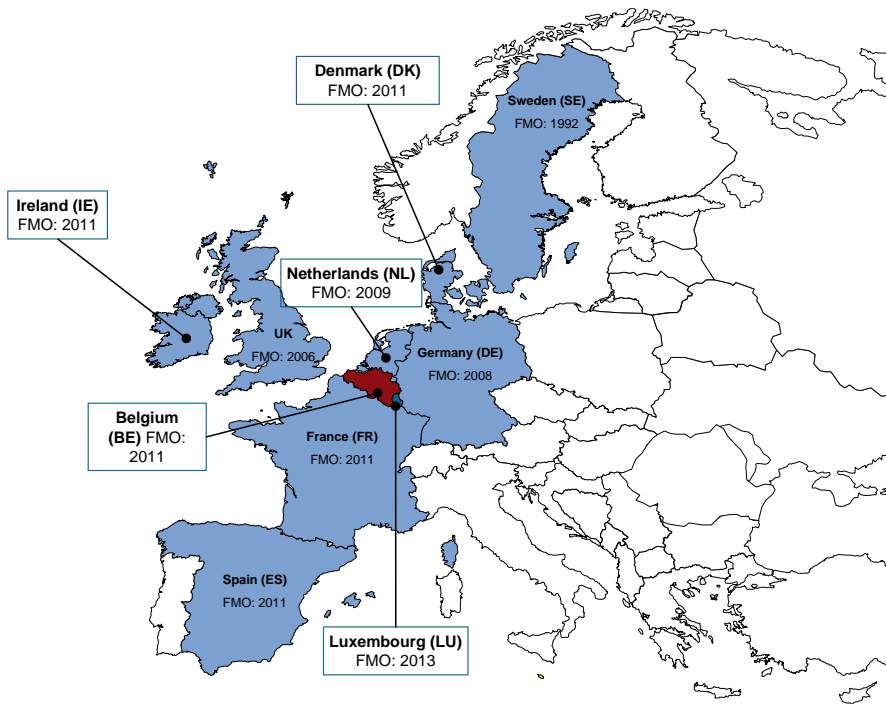 Denmark (DK)
FMO: 2011
Sweden (SE)
FMO: 1992
Ireland (IE)
FMO: 2011
Netherlands (NL)
FMO: 2009
UK
FMO: 2006
Germany (DE)
FMO: 2008
Belgium
(BE) FMO:
2011
France (FR)
FMO: 2011
Spain (ES)
FMO: 2011
Luxembourg (LU)
FMO: 2013